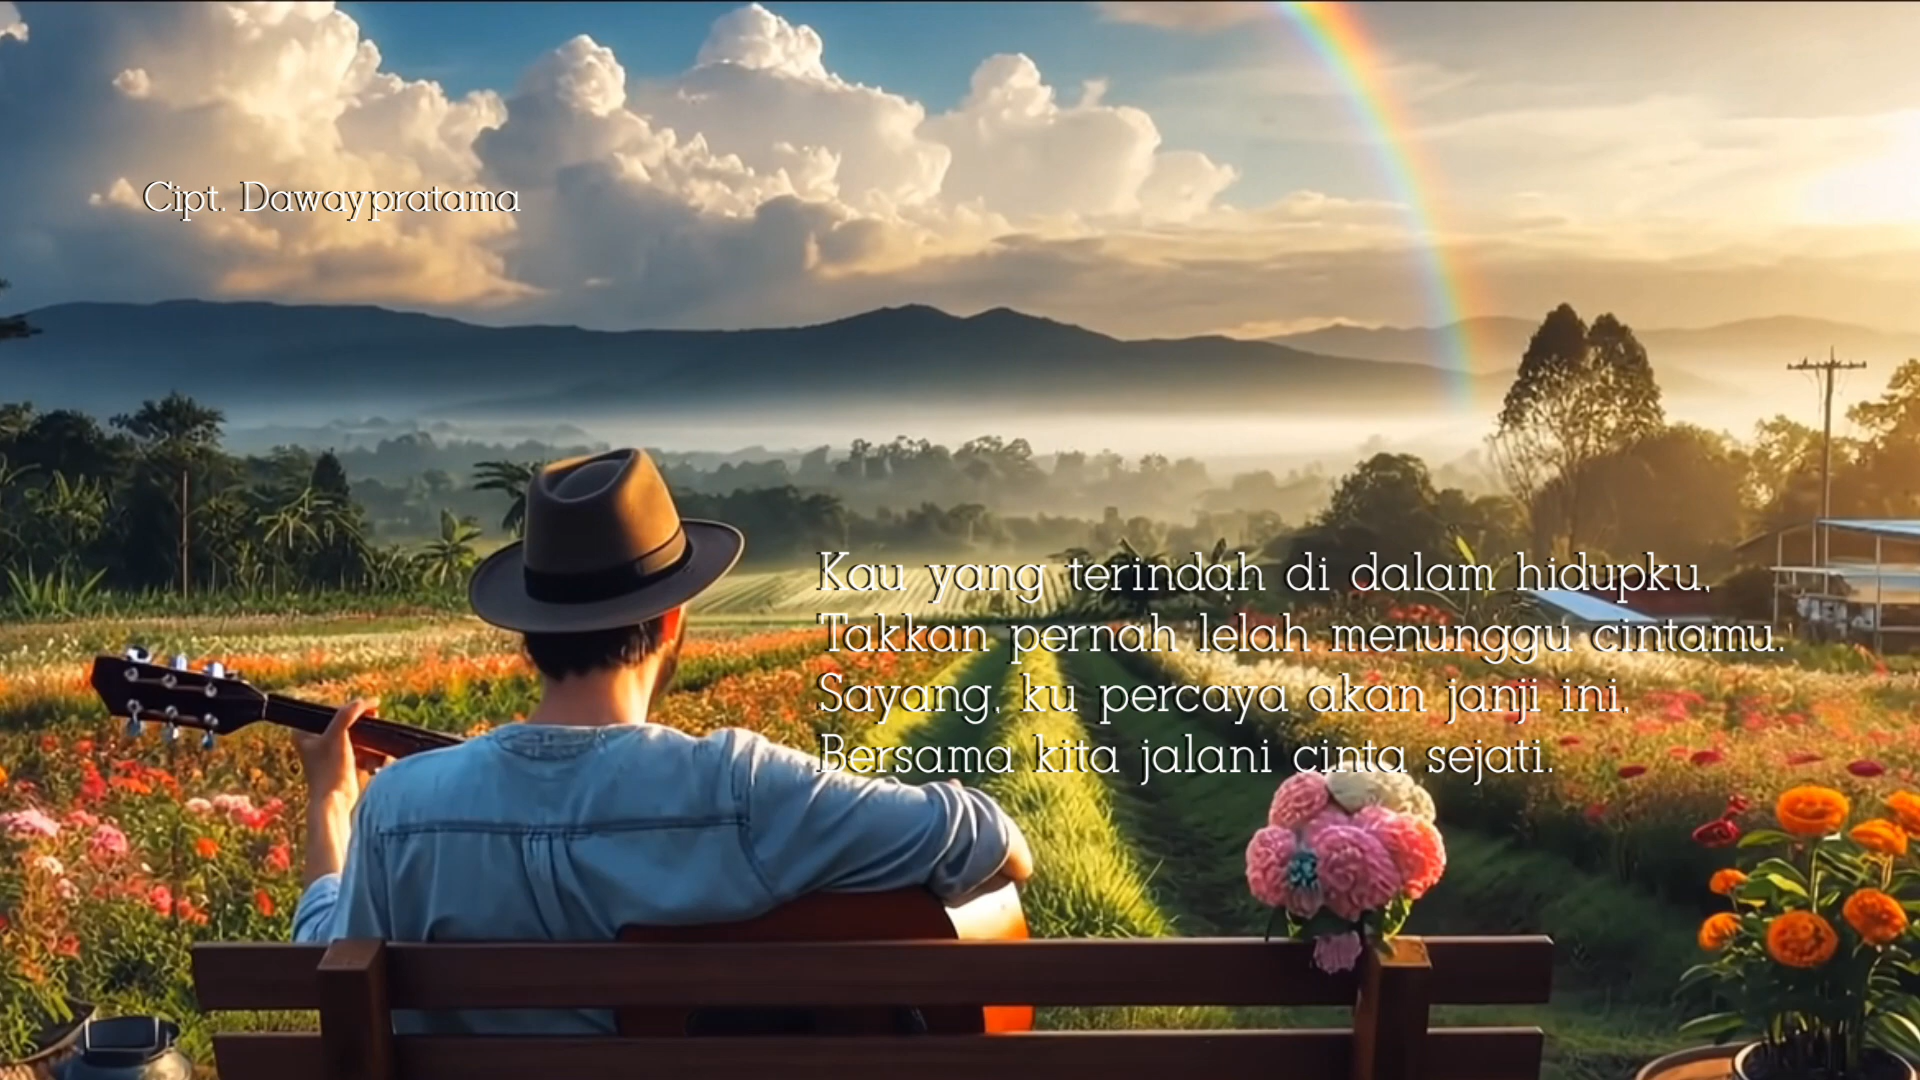 Cipt. Dawaypratama
Kau yang terindah di dalam hidupku,
Takkan pernah lelah menunggu cintamu.
Sayang, ku percaya akan janji ini,
Bersama kita jalani cinta sejati.